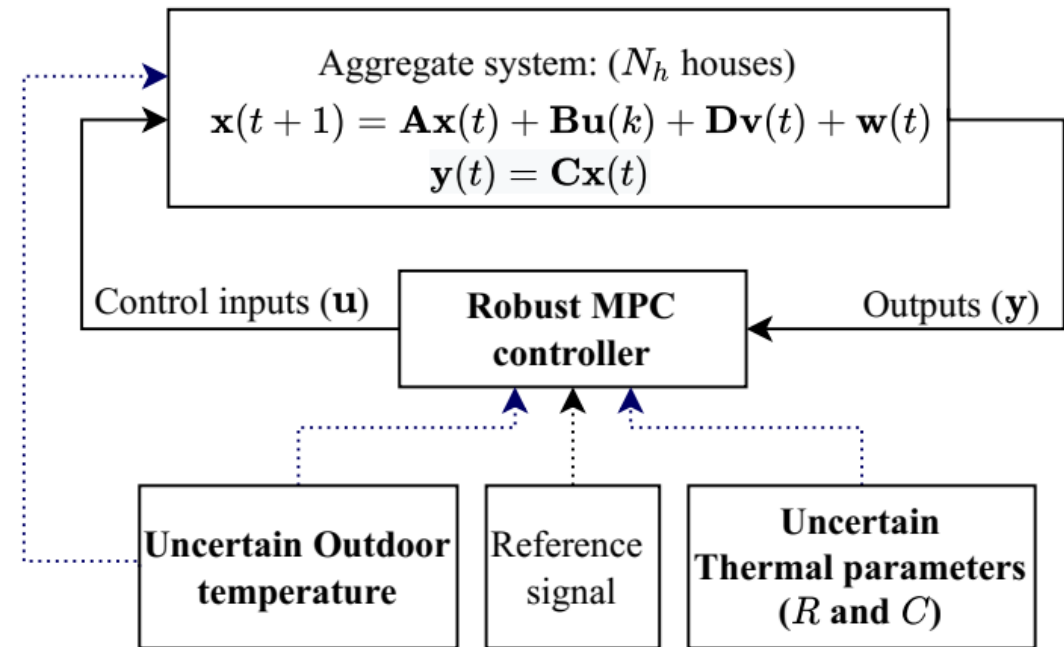 Aggregate system: (N_h houses)
x(t + 1) = Ax(t) + Bu(k) + Dv(t) + w(t)
y(t) = Cx(t)
Control inputs (u)
Robust MPC
controller
Outputs (y)
Uncertain Outdoor
temperature
Reference
signal
Uncertain
Thermal parameters
(R and C)